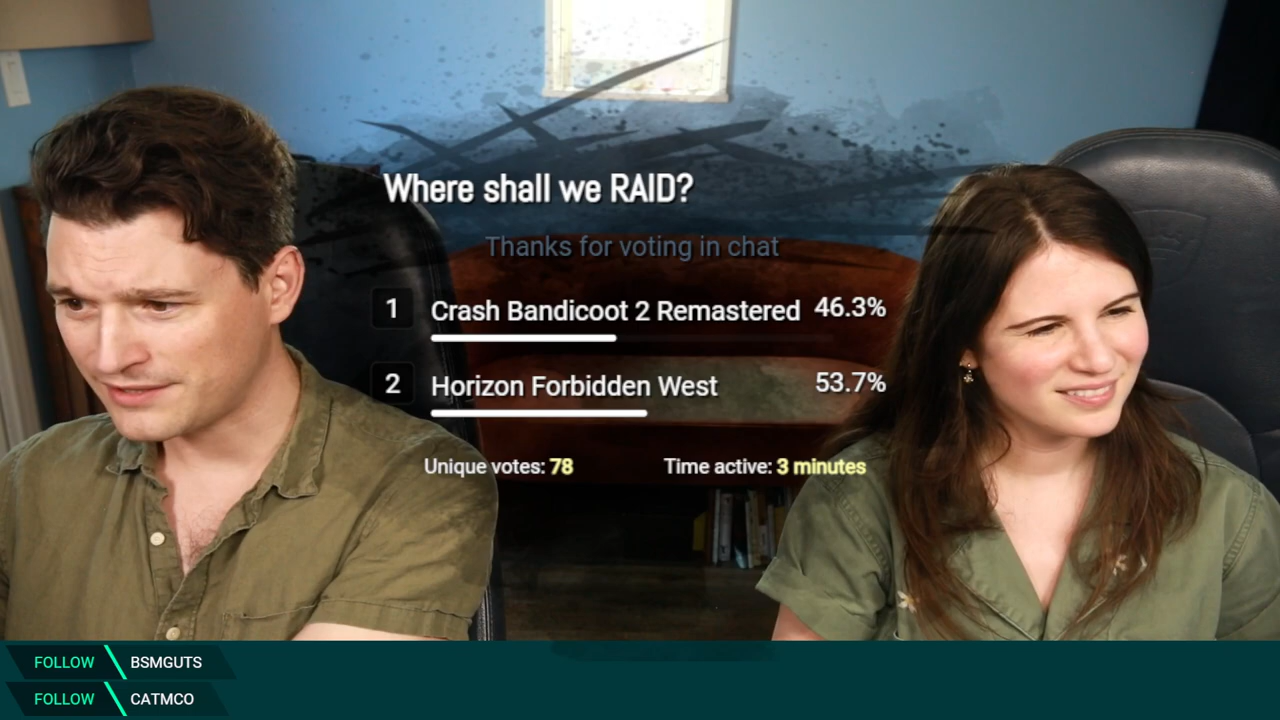 Where shall we RAID?
Thanks for voting in chat
1 Crash Bandicoot 2 Remastered 46.3%
2 Horizon Forbidden West 53.7%
Unique votes: 78 Time active: 3 minutes
FOLLOW BSMGUTS
FOLLOW CATMCO